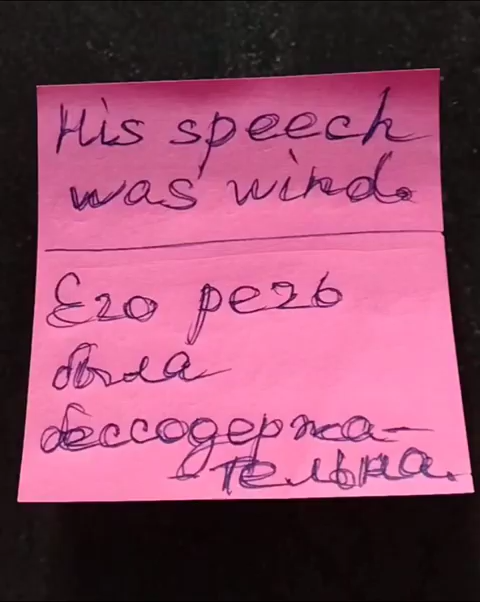 His speech
was wind.
Его речь
была
бессодержа-
-тельна.